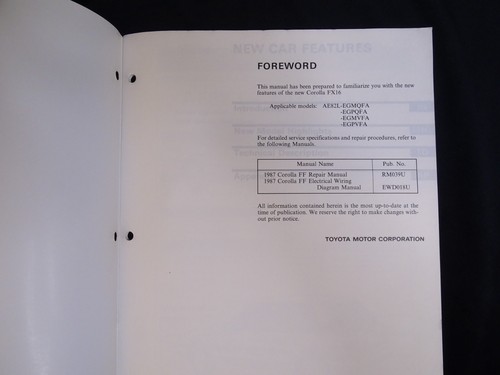 NEW CAR FEATURES
FOREWORD
This manual has been prepared to familiarize you with the new
features of the new Corolla FX16
Applicable models: AE82L-EGMQFA
-EGPQFA
-EGMVFA
-EGPVFA
For detailed service specifications and repair procedures, refer to
the following Manuals.
Manual Name Pub. No.
1987 Corolla FF Repair Manual RM039U
1987 Corolla FF Electrical Wiring
Diagram Manual EWD018U
All information contained herein is the most up-to-date at the
time of publication. We reserve the right to make changes with-
out prior notice.
TOYOTA MOTOR CORPORATION